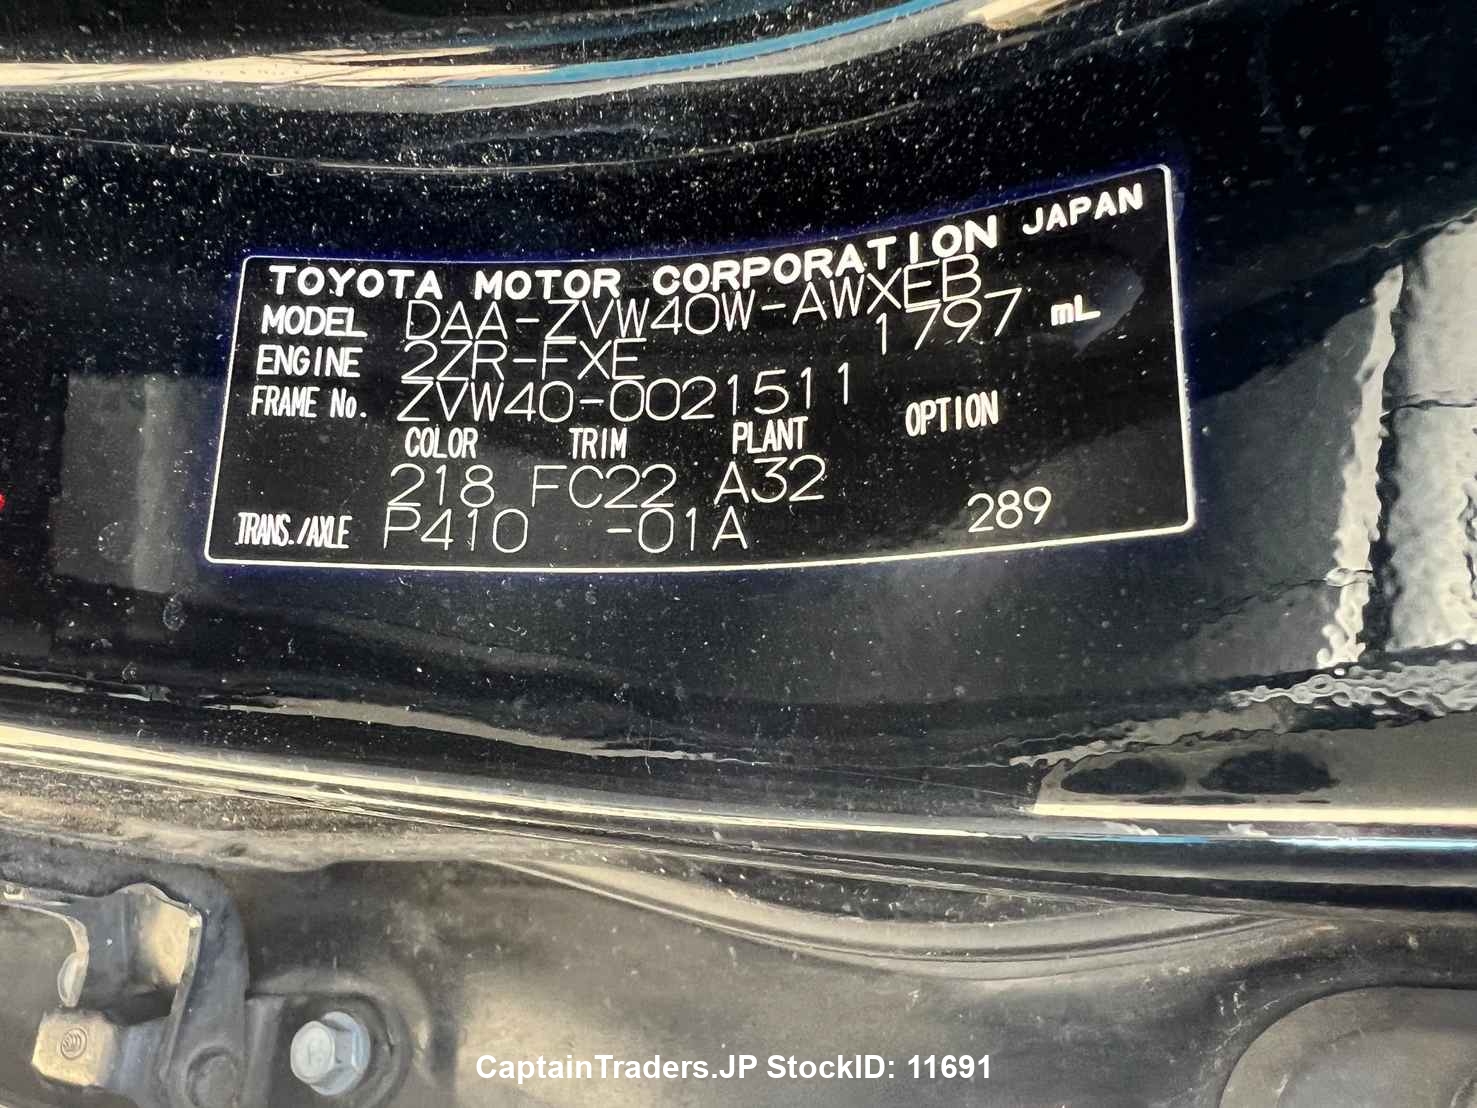 TOYOTA MOTOR CORPORATION JAPAN
MODEL DAA-ZVW40W-AWXEB
ENGINE 2ZR-FXE 1797 mL
FRAME No. ZVW40-0021511
COLOR TRIM PLANT OPTION
218 FC22 A32
TRANS./AXLE P410 -01A 289
CaptainTraders.JP StockID: 11691